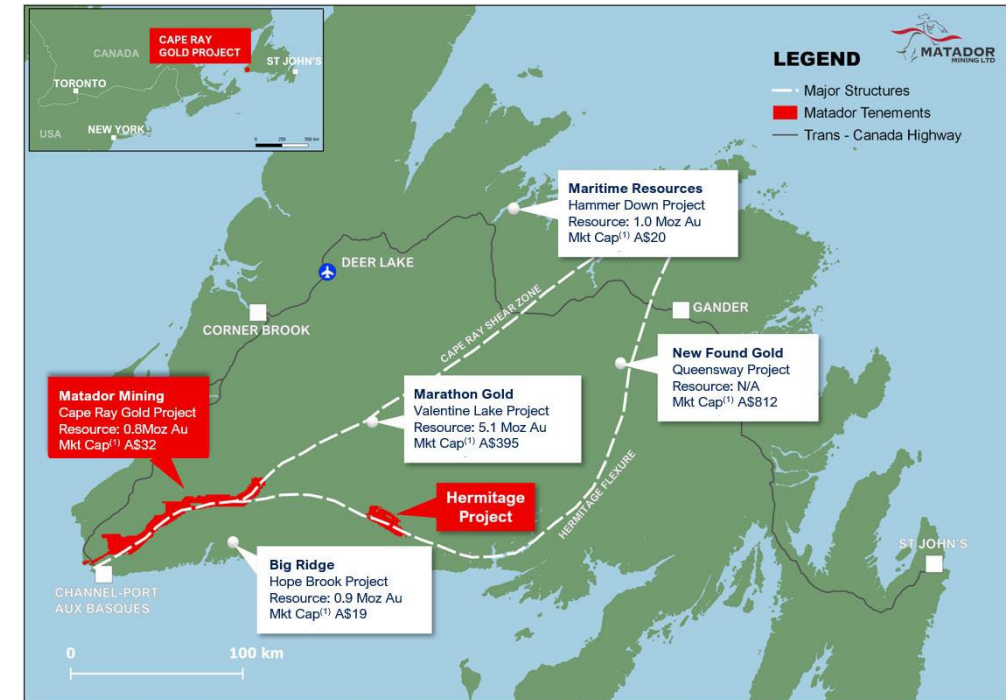 CANADA
CAPE RAY
GOLD PROJECT
ST JOHN'S
TORONTO
USA
NEW YORK
0 250 500 km
MATADOR
MINING LTD
LEGEND
Major Structures
Matador Tenements
Trans - Canada Highway
Maritime Resources
Hammer Down Project
Resource: 1.0 Moz Au
Mkt Cap(1) A$20
DEER LAKE
CORNER BROOK
GANDER
CAPE RAY SHEAR ZONE
New Found Gold
Queensway Project
Resource: N/A
Mkt Cap(1) A$812
Matador Mining
Cape Ray Gold Project
Resource: 0.8Moz Au
Mkt Cap(1) A$32
Marathon Gold
Valentine Lake Project
Resource: 5.1 Moz Au
Mkt Cap(1) A$395
Hermitage
Project
HERMITAGE FLEXURE
ST JOHN'S
Big Ridge
Hope Brook Project
Resource: 0.9 Moz Au
Mkt Cap(1) A$19
CHANNEL-PORT
AUX BASQUES
0 100 km